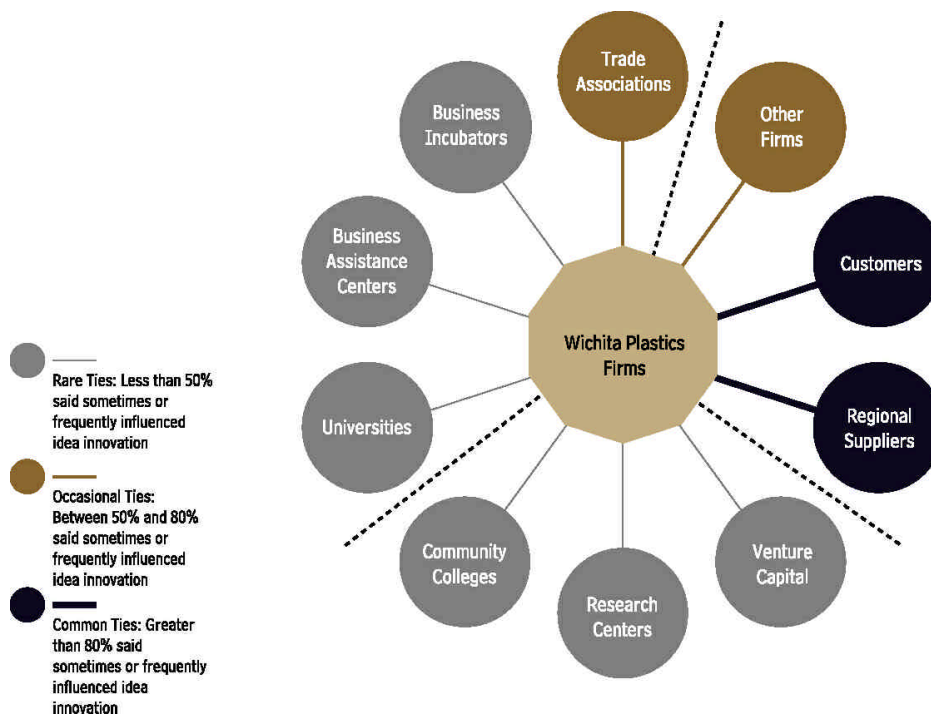 Trade
Associations
Other
Firms
Business
Incubators
Business
Assistance
Centers
Customers
Wichita Plastics
Firms
Universities
Regional
Suppliers
Community
Colleges
Research
Centers
Venture
Capital
Rare Ties: Less than 50%
said sometimes or
frequently influenced
idea innovation
Occasional Ties:
Between 50% and 80%
said sometimes or
frequently influenced
idea innovation
Common Ties: Greater
than 80% said
sometimes or frequently
influenced idea
innovation